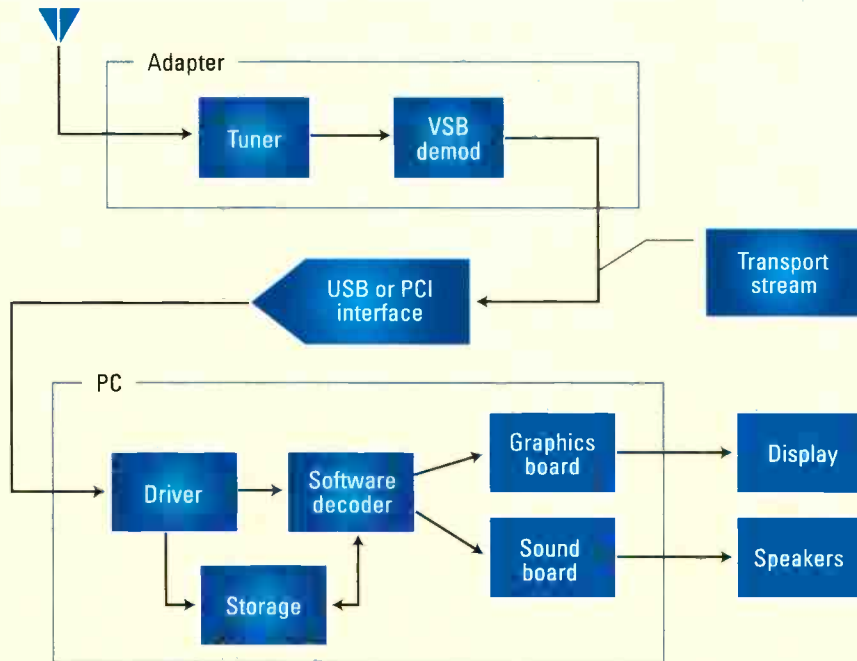 Adapter
Tuner
VSB
demod
USB or PCI
interface
Transport
stream
PC
Driver
Software
decoder
Graphics
board
Display
Storage
Sound
board
Speakers